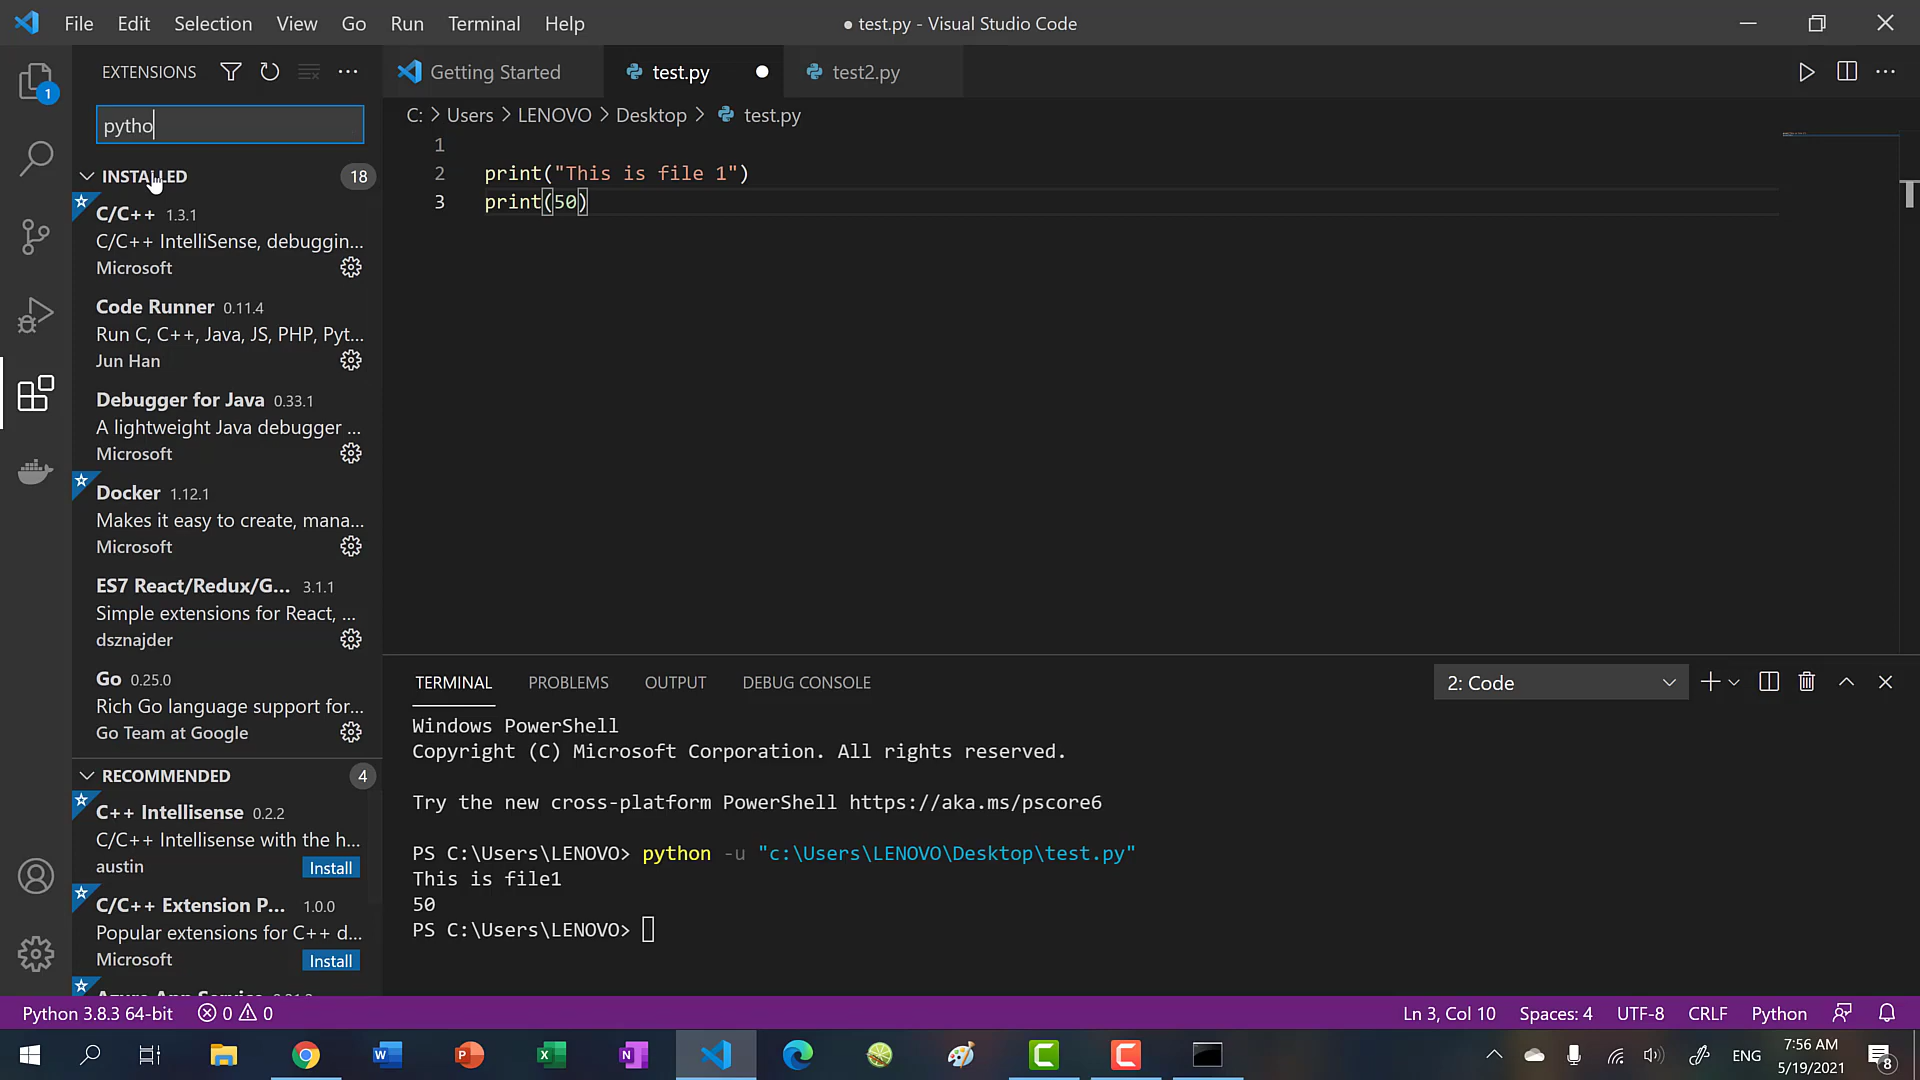 File Edit Selection View Go Run Terminal Help
● test.py - Visual Studio Code
EXTENSIONS
1
pytho
INSTALLED 18
C/C++ 1.3.1
C/C++ IntelliSense, debuggin...
Microsoft
Code Runner 0.11.4
Run C, C++, Java, JS, PHP, Pyt...
Jun Han
Debugger for Java 0.33.1
A lightweight Java debugger ...
Microsoft
Docker 1.12.1
Makes it easy to create, mana...
Microsoft
ES7 React/Redux/G... 3.1.1
Simple extensions for React, ...
dsznajder
Go 0.25.0
Rich Go language support for...
Go Team at Google
RECOMMENDED 4
C++ Intellisense 0.2.2
C/C++ Intellisense with the h...
austin Install
C/C++ Extension P... 1.0.0
Popular extensions for C++ d...
Microsoft Install
Getting Started test.py test2.py
C: > Users > LENOVO > Desktop > test.py
1
2 print("This is file 1")
3 print(50)
TERMINAL PROBLEMS OUTPUT DEBUG CONSOLE
2: Code
Windows PowerShell
Copyright (C) Microsoft Corporation. All rights reserved.
Try the new cross-platform PowerShell https://aka.ms/pscore6
PS C:\Users\LENOVO> python -u "c:\Users\LENOVO\Desktop\test.py"
This is file1
50
PS C:\Users\LENOVO>
Python 3.8.3 64-bit 0 0
Ln 3, Col 10 Spaces: 4 UTF-8 CRLF Python
ENG
7:56 AM
5/19/2021
8